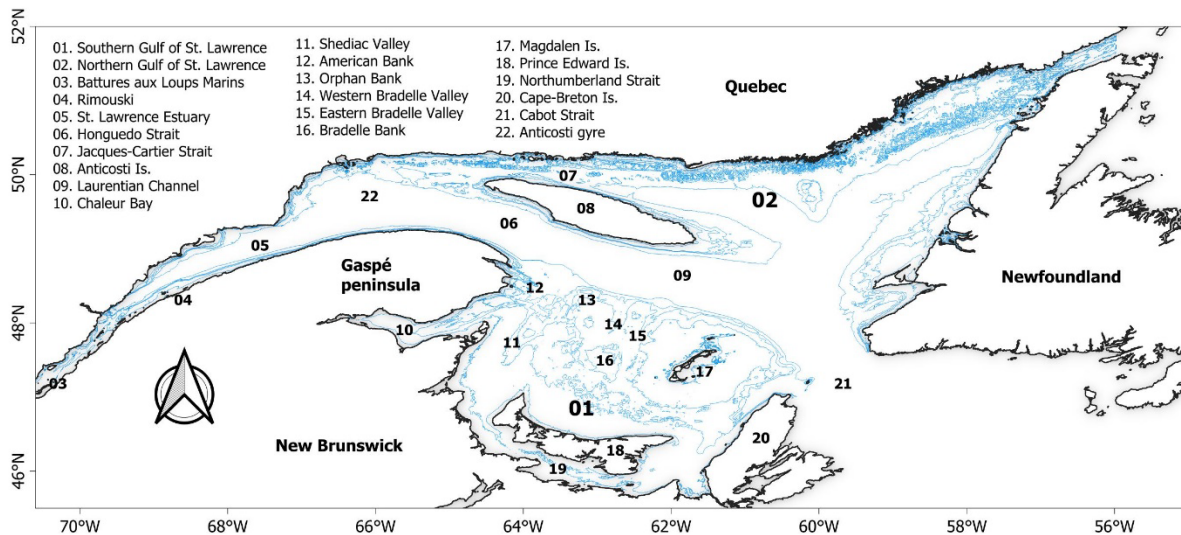 52°N
50°N
48°N
46°N
01. Southern Gulf of St. Lawrence
02. Northern Gulf of St. Lawrence
03. Battures aux Loups Marins
04. Rimouski
05. St. Lawrence Estuary
06. Honguedo Strait
07. Jacques-Cartier Strait
08. Anticosti Is.
09. Laurentian Channel
10. Chaleur Bay
11. Shediac Valley
12. American Bank
13. Orphan Bank
14. Western Bradelle Valley
15. Eastern Bradelle Valley
16. Bradelle Bank
17. Magdalen Is.
18. Prince Edward Is.
19. Northumberland Strait
20. Cape-Breton Is.
21. Cabot Strait
22. Anticosti gyre
Quebec
07
22
08
02
06
05
Gaspé
peninsula
09
Newfoundland
04
12
13
14
10
15
11
16
17
03
21
01
New Brunswick
20
18
19
70°W
68°W
66°W
64°W
62°W
60°W
58°W
56°W